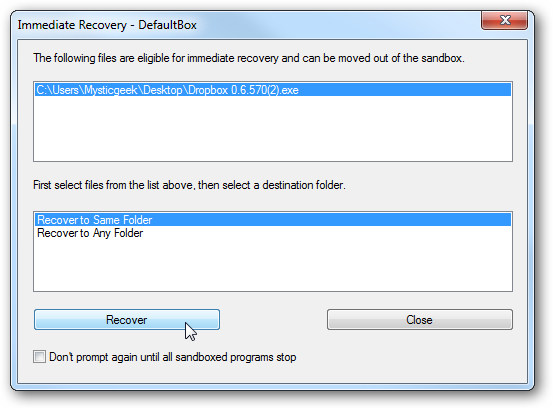 Immediate Recovery - DefaultBox
The following files are eligible for immediate recovery and can be moved out of the sandbox.
C:\Users\Mysticgeek\Desktop\Dropbox 0.6.570(2).exe
First select files from the list above, then select a destination folder.
Recover to Same Folder
Recover to Any Folder
Recover
Close
Don't prompt again until all sandboxed programs stop